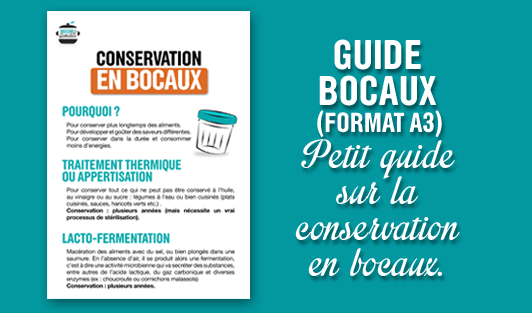 CONSERVATION
EN BOCAUX
POURQUOI ?
Pour conserver plus longtemps des aliments.
Pour développer et goûter des saveurs différentes.
Pour conserver dans la durée et consommer
moins d'énergies.
TRAITEMENT THERMIQUE
OU APPERTISATION
Pour conserver tout ce qui ne peut pas être conservé à l'huile,
au vinaigre ou au sucre : légumes à l'eau ou bien cuisinés (plats
cuisinés, sauces, haricots verts etc.) .
Conservation : plusieurs années (mais nécessite un vrai
processus de stérilisation).
LACTO-FERMENTATION
Macération des aliments avec du sel, ou bien plongés dans une
saumure. En l'absence d'air, il se produit alors une fermentation,
c'est à dire une activité microbienne qui va secréter des substances,
entre autres de l'acide lactique, du gaz carbonique et diverses
enzymes (ex : choucroute ou cornichons malassols)
Conservation : plusieurs années.
GUIDE
BOCAUX
(FORMAT A3)
Petit guide
sur la
conservation
en bocaux.